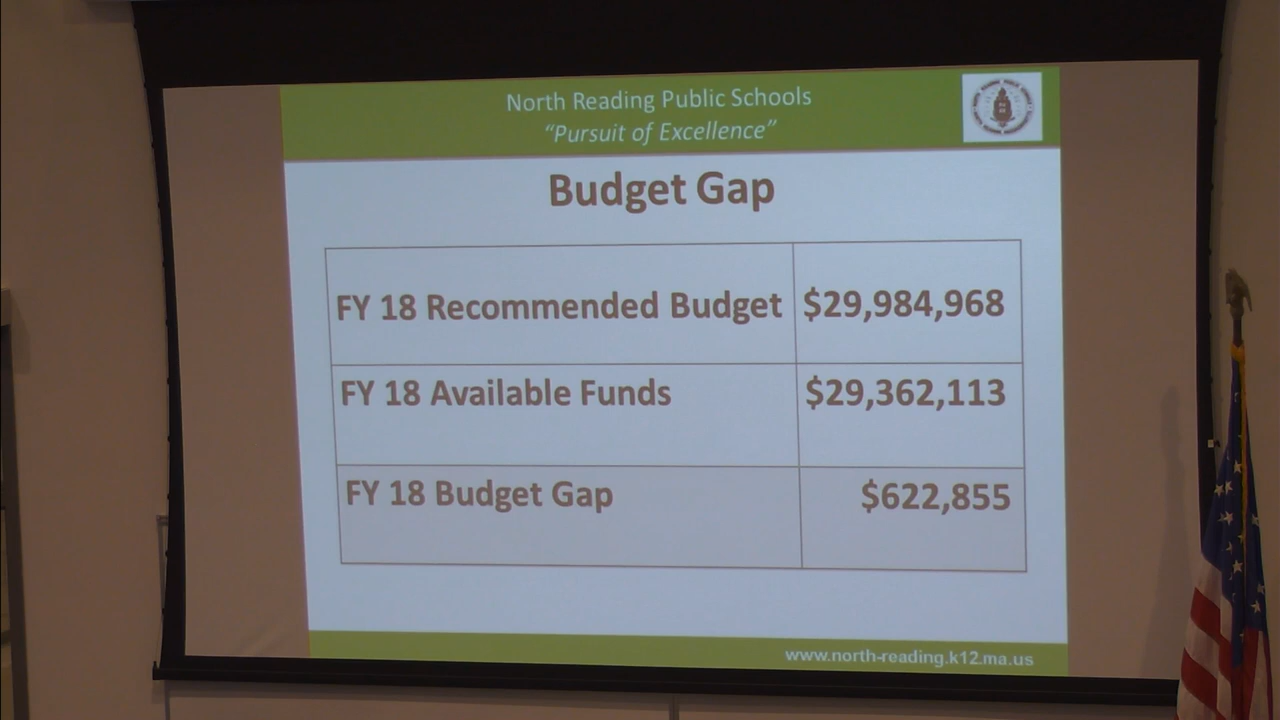 North Reading Public Schools
“Pursuit of Excellence”
Budget Gap
FY 18 Recommended Budget $29,984,968
FY 18 Available Funds $29,362,113
FY 18 Budget Gap $622,855
www.north-reading.k12.ma.us